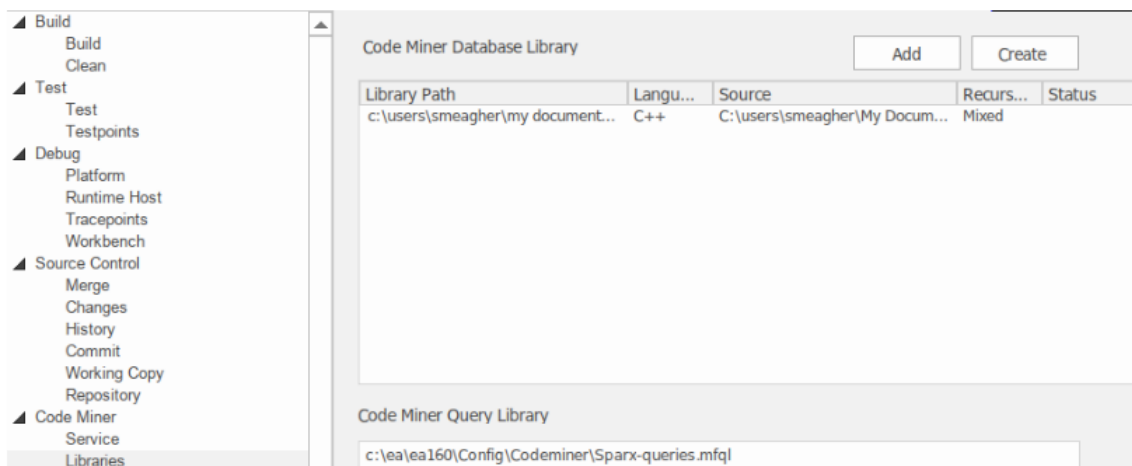 Build
Build
Clean
Test
Test
Testpoints
Debug
Platform
Runtime Host
Tracepoints
Workbench
Source Control
Merge
Changes
History
Commit
Working Copy
Repository
Code Miner
Service
Libraries
Code Miner Database Library
Add Create
Library Path Langu... Source Recurs... Status
c:\users\smeagher\my document... C++ C:\users\smeagher\My Docum... Mixed
Code Miner Query Library
c:\ea\ea160\Config\Codeminer\Sparx-queries.mfql